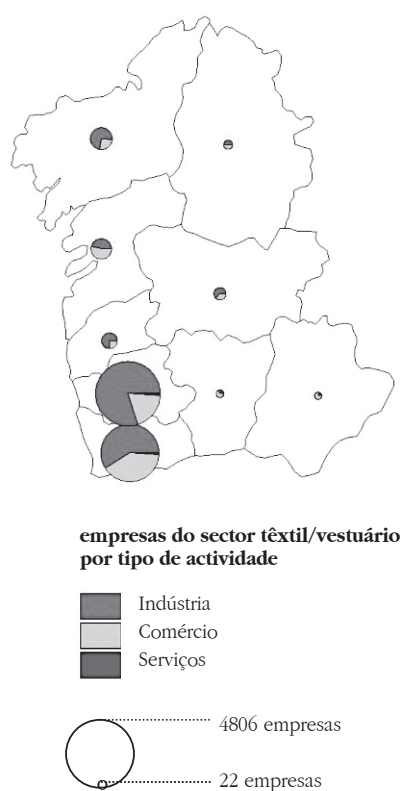 empresas do sector têxtil/vestuário
por tipo de actividade
Indústria
Comércio
Serviços
4806 empresas
22 empresas